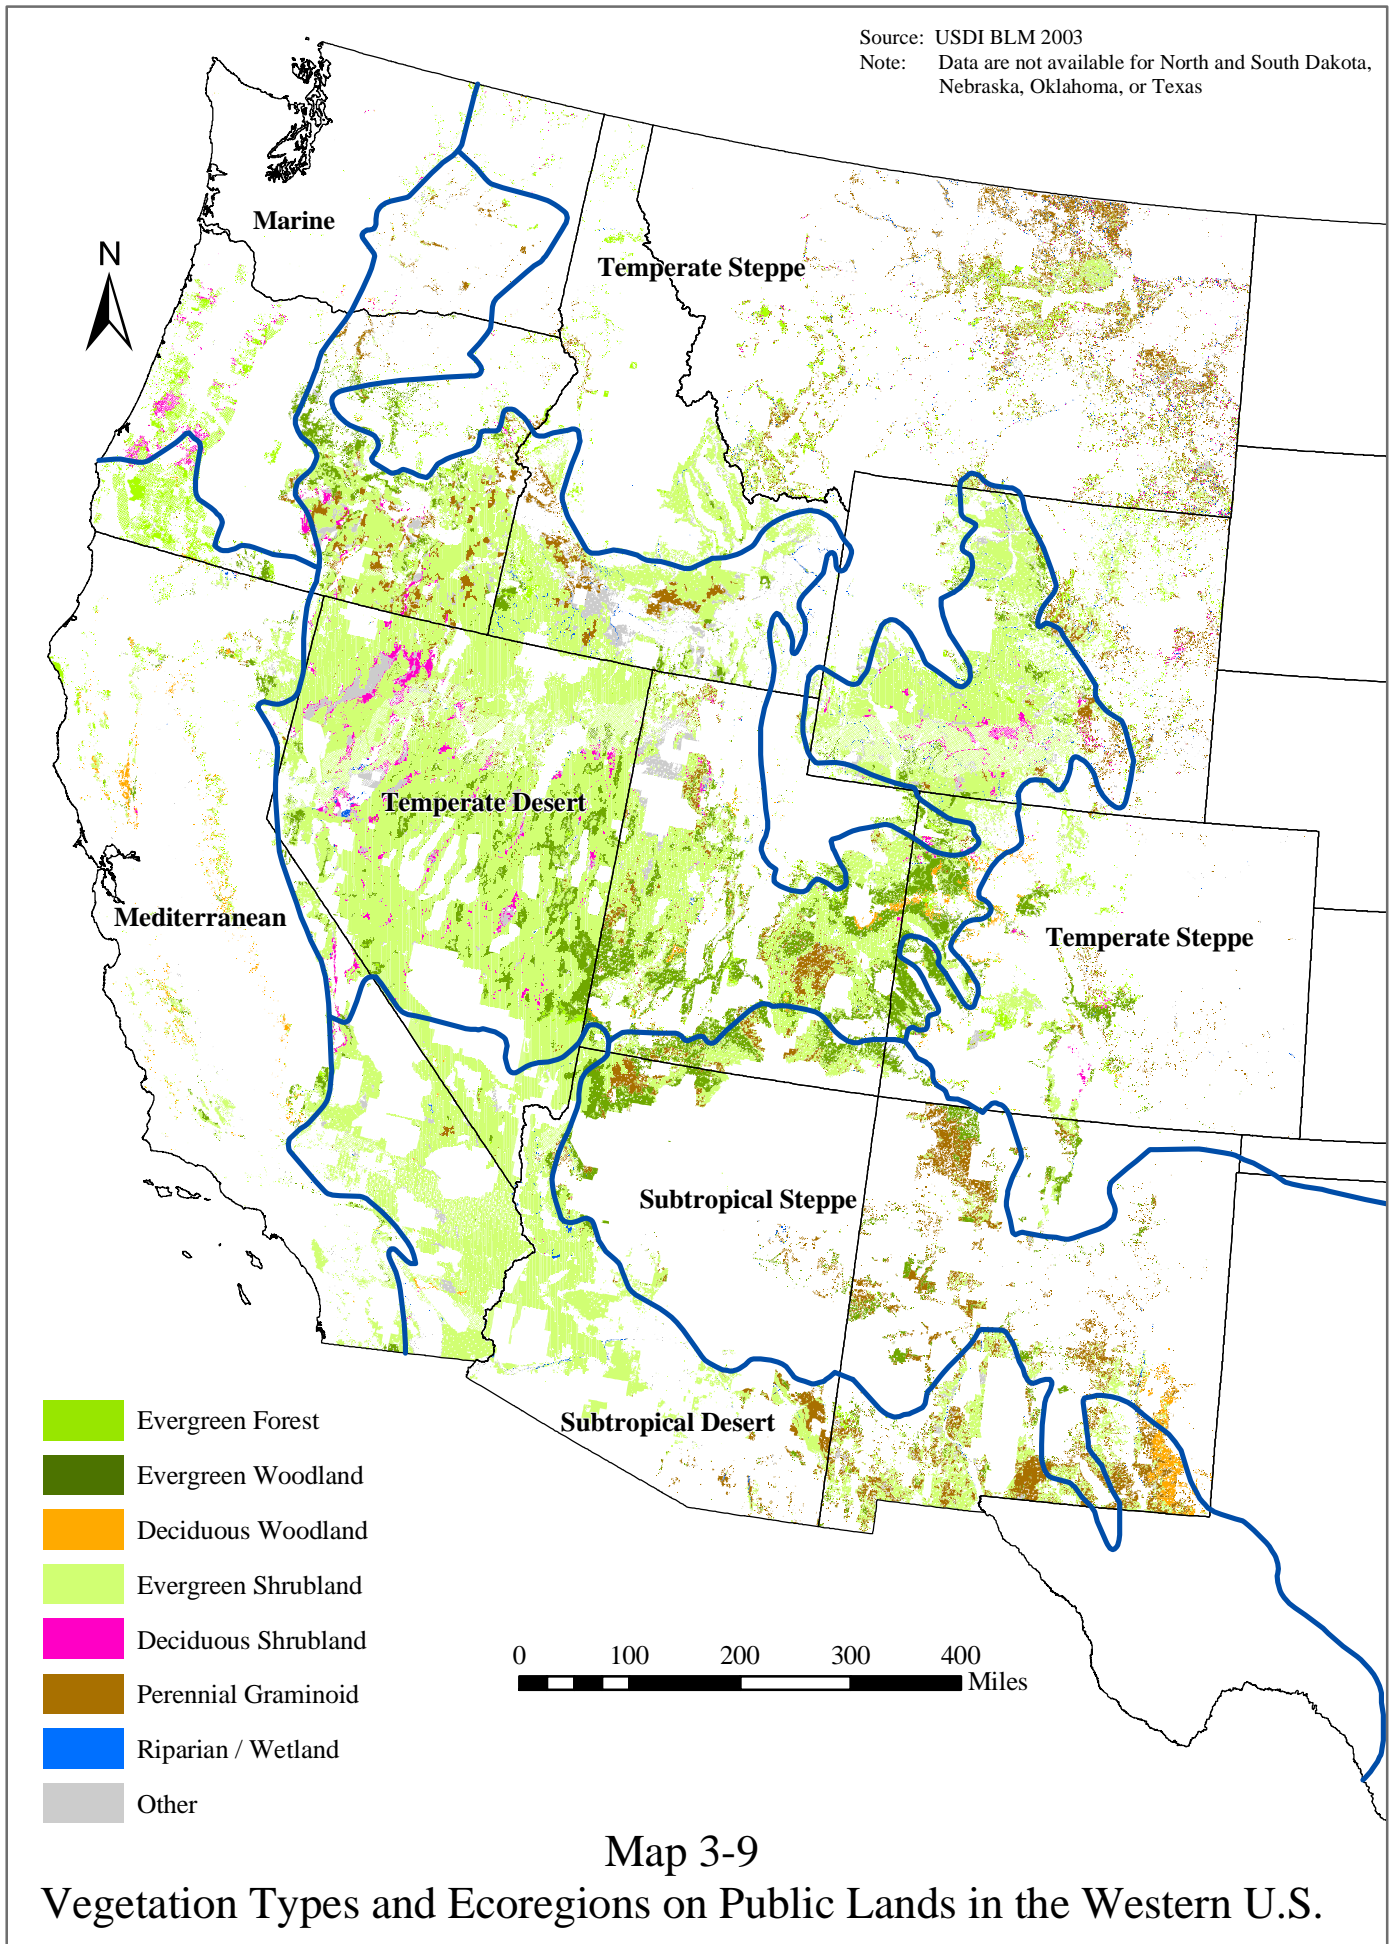 Source: USDI BLM 2003
Note: Data are not available for North and South Dakota,
Nebraska, Oklahoma, or Texas
Marine
N
Temperate Steppe
Temperate Desert
Mediterranean
Temperate Steppe
Subtropical Steppe
Subtropical Desert
Evergreen Forest
Evergreen Woodland
Deciduous Woodland
Evergreen Shrubland
Deciduous Shrubland
Perennial Graminoid
Riparian / Wetland
Other
0 100 200 300 400
Miles
Map 3-9
Vegetation Types and Ecoregions on Public Lands in the Western U.S.